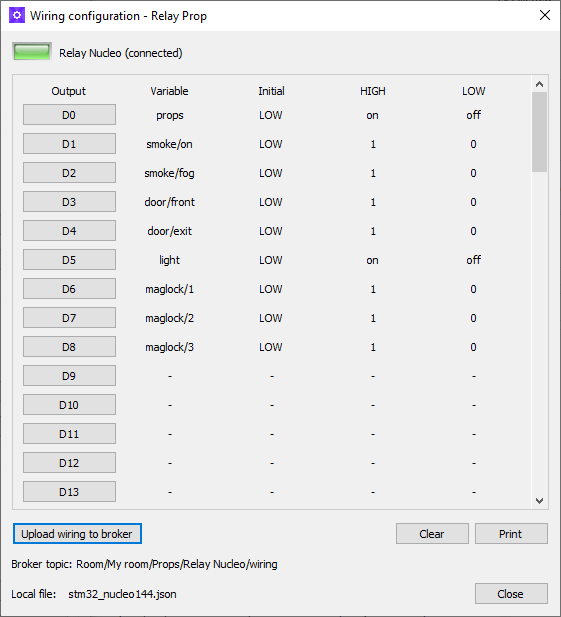 Wiring configuration - Relay Prop
Relay Nucleo (connected)
Output Variable Initial HIGH LOW
D0 props LOW on off
D1 smoke/on LOW 1 0
D2 smoke/fog LOW 1 0
D3 door/front LOW 1 0
D4 door/exit LOW 1 0
D5 light LOW on off
D6 maglock/1 LOW 1 0
D7 maglock/2 LOW 1 0
D8 maglock/3 LOW 1 0
D9 - - - -
D10 - - - -
D11 - - - -
D12 - - - -
D13 - - - -
Upload wiring to broker Clear Print
Broker topic: Room/My room/Props/Relay Nucleo/wiring
Local file: stm32_nucleo144.json Close